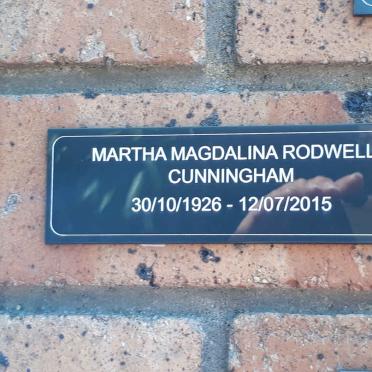 MARTHA MAGDALINA RODWELL
CUNNINGHAM
30/10/1926 - 12/07/2015